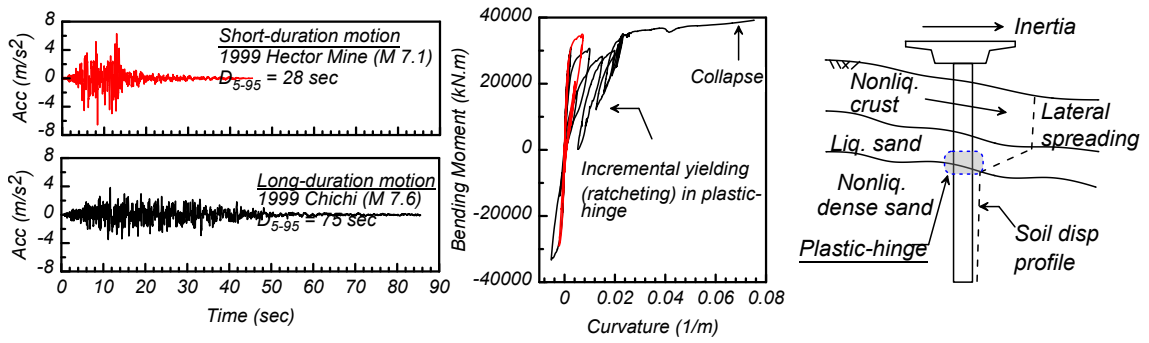 8
4
0
-4
-8
Acc (m/s2)
Short-duration motion
1999 Hector Mine (M 7.1)
D5-95 = 28 sec
8
4
0
-4
-8
Acc (m/s2)
Long-duration motion
1999 Chichi (M 7.6)
D5-95 = 75 sec
0 10 20 30 40 50 60 70 80 90
Time (sec)
40000
20000
0
-20000
-40000
Bending Moment (kN.m)
Collapse
Incremental yielding
(ratcheting) in plastic-
hinge
0 0.02 0.04 0.06 0.08
Curvature (1/m)
Inertia
Nonliq.
crust
Lateral
spreading
Liq. sand
Nonliq.
dense sand
Plastic-hinge
Soil disp
profile